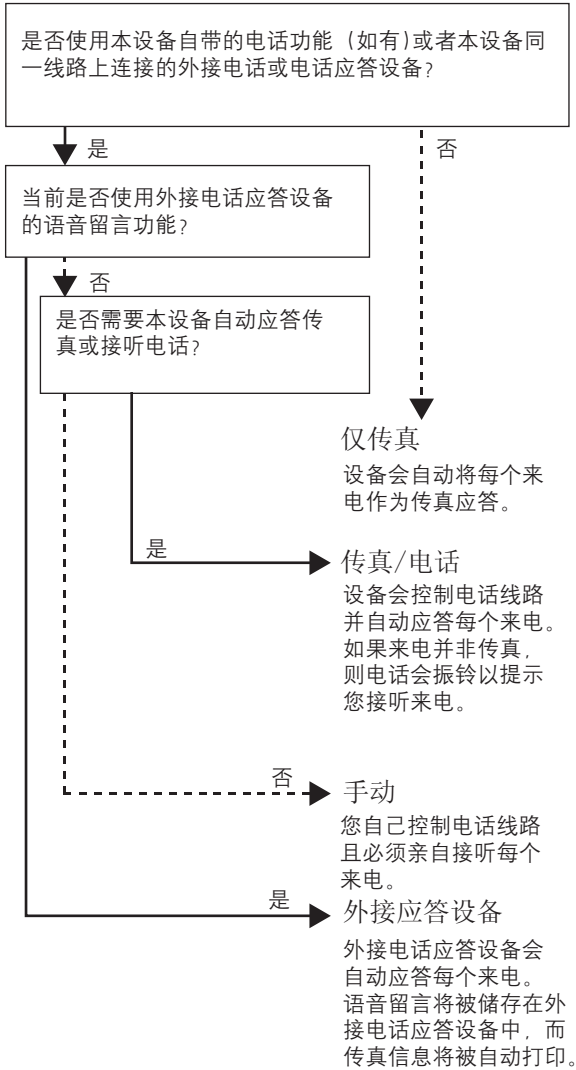 是否使用本设备自带的电话功能（如有)或者本设备同
一线路上连接的外接电话或电话应答设备？
是
否
当前是否使用外接电话应答设备
的语音留言功能？
否
是否需要本设备自动应答传
真或接听电话？
仅传真
设备会自动将每个来
电作为传真应答。
是
传真/电话
设备会控制电话线路
并自动应答每个来电。
如果来电并非传真，
则电话会振铃以提示
您接听来电。
否
手动
您自己控制电话线路
且必须亲自接听每个
来电。
是
外接应答设备
外接电话应答设备会
自动应答每个来电。
语音留言将被储存在外
接电话应答设备中，而
传真信息将被自动打印。